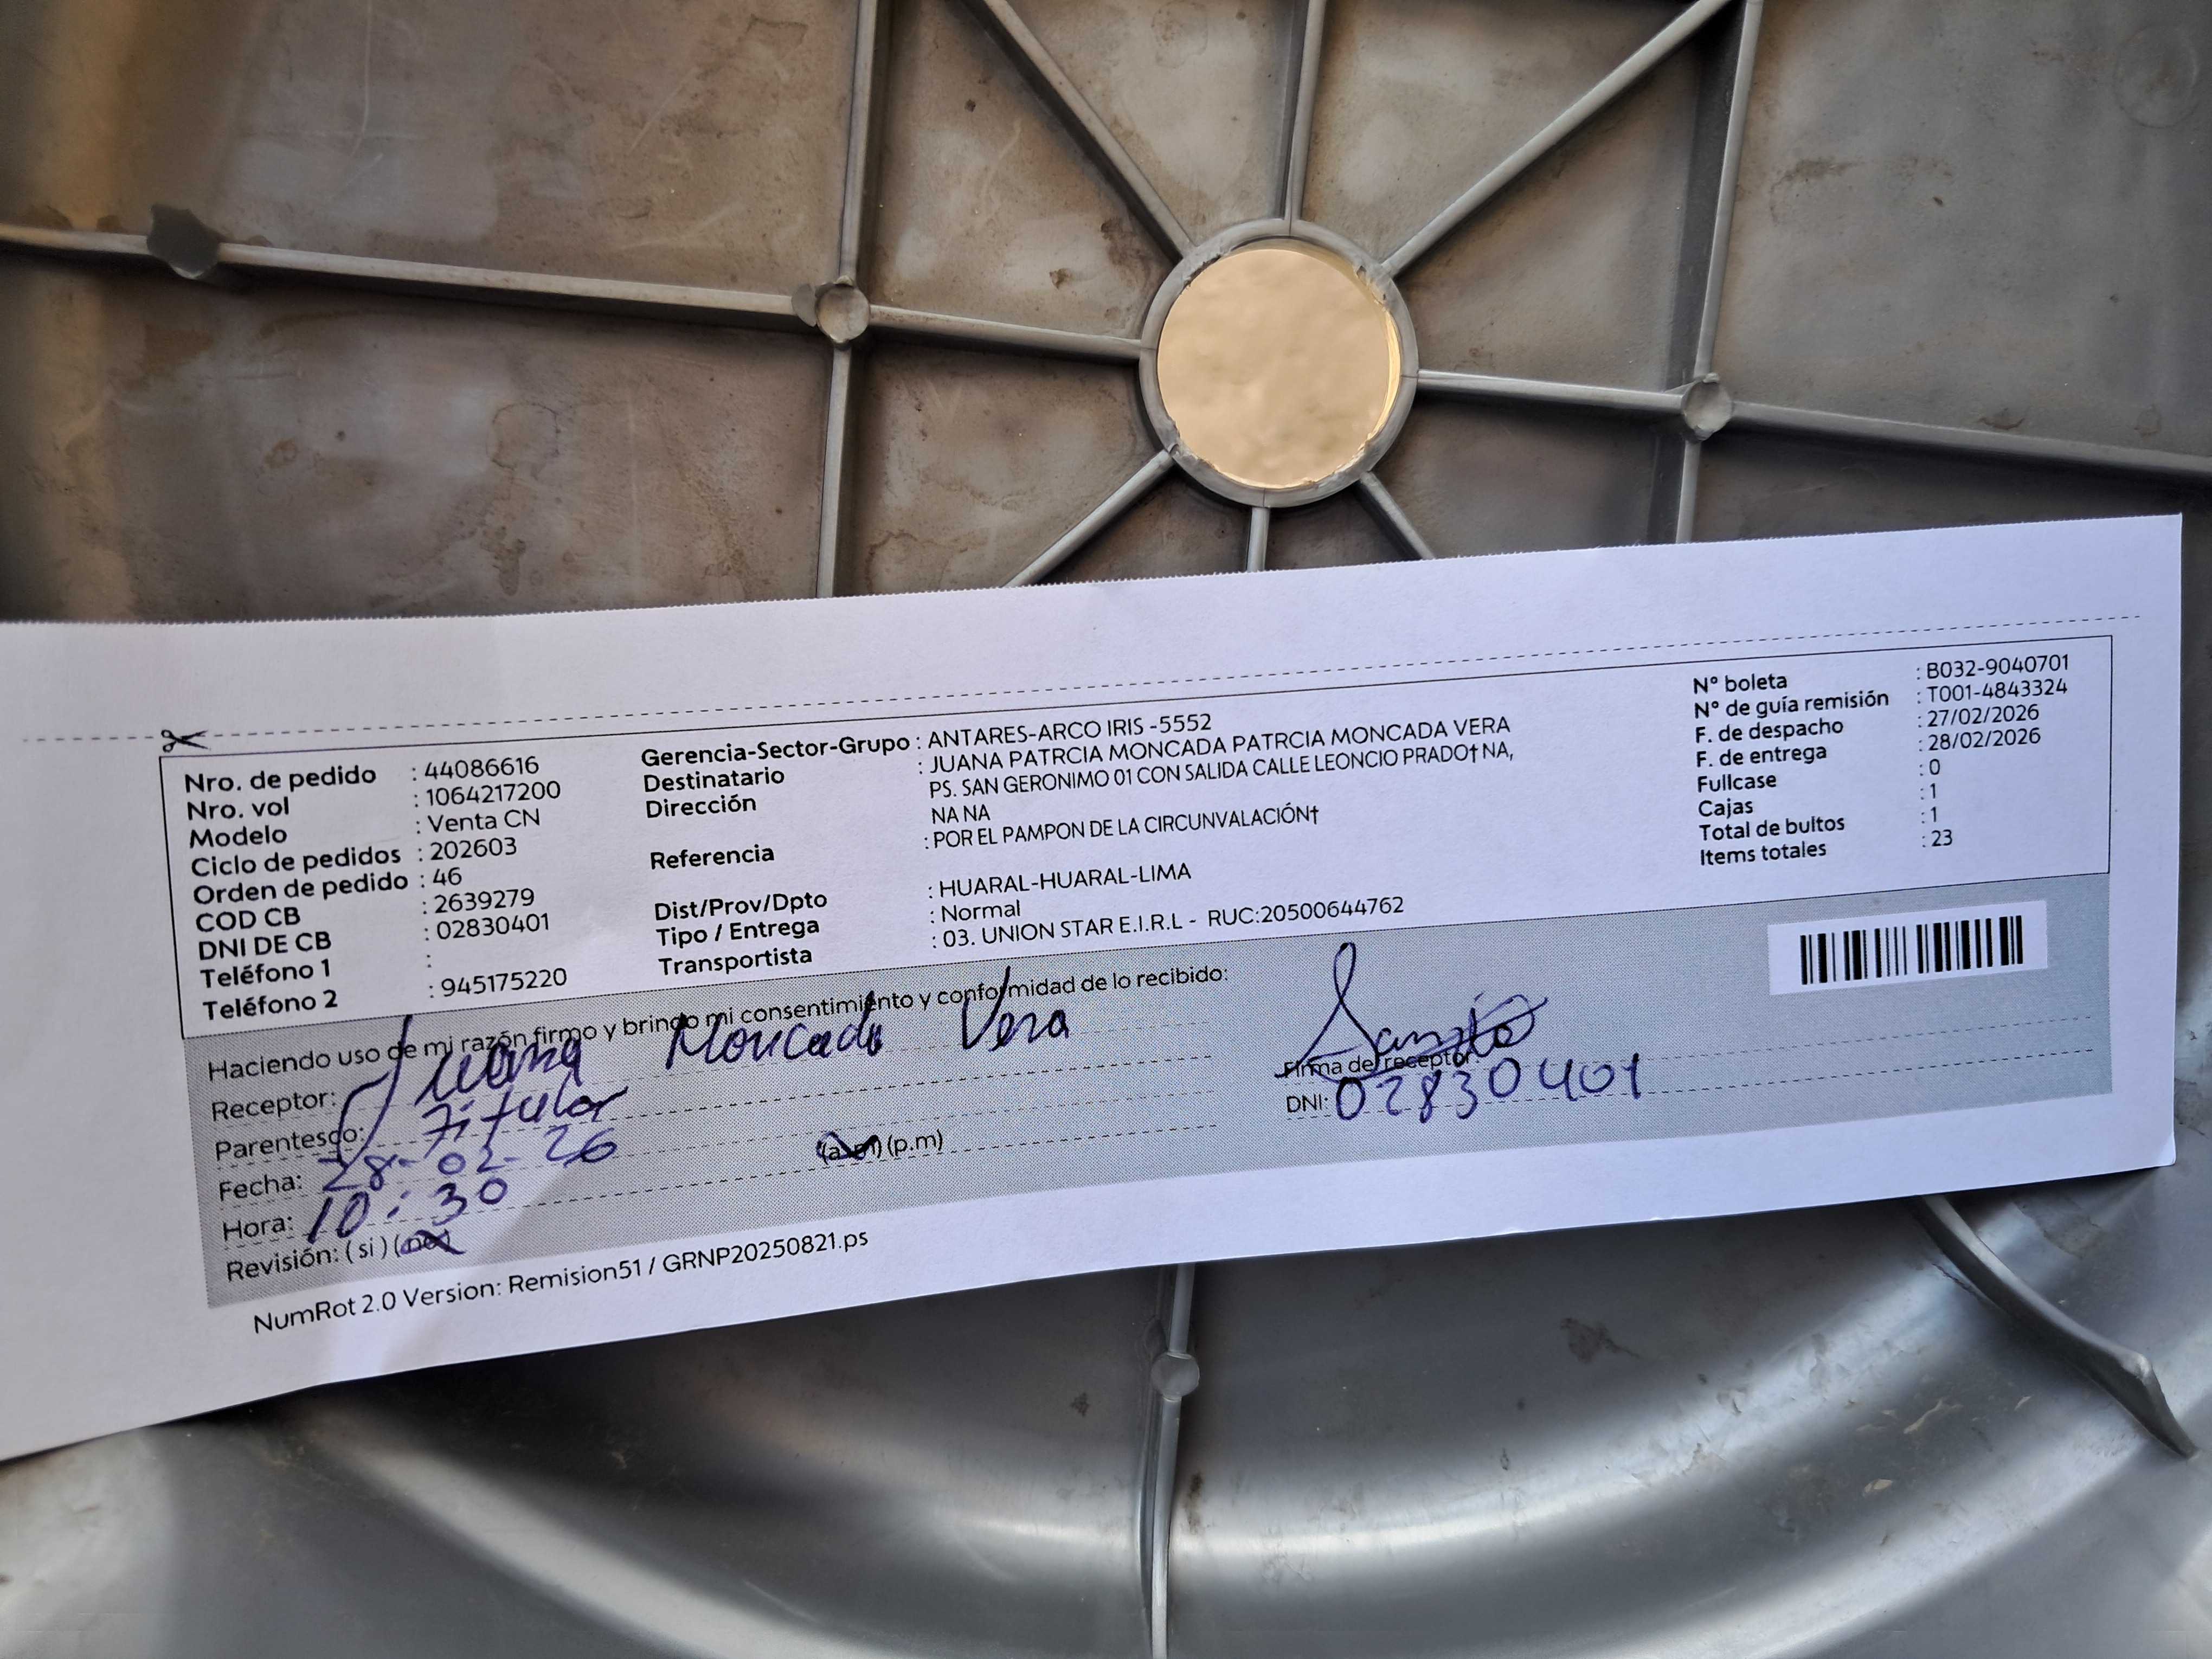 Nro. de pedido : 44086616
Nro. vol : 1064217200
Modelo : Venta CN
Ciclo de pedidos : 202603
Orden de pedido : 46
COD CB : 2639279
DNI DE CB : 02830401
Teléfono 1 :
Teléfono 2 : 945175220
Gerencia-Sector-Grupo : ANTARES-ARCO IRIS -5552
Destinatario : JUANA PATRCIA MONCADA PATRCIA MONCADA VERA
Dirección PS. SAN GERONIMO 01 CON SALIDA CALLE LEONCIO PRADO† NA,
NA NA
Referencia : POR EL PAMPON DE LA CIRCUNVALACIÓN†
Dist/Prov/Dpto : HUARAL-HUARAL-LIMA
Tipo / Entrega : Normal
Transportista : 03. UNION STAR E.I.R.L - RUC:20500644762
N° boleta : B032-9040701
N° de guía remisión : T001-4843324
F. de despacho : 27/02/2026
F. de entrega : 28/02/2026
Fullcase : 0
Cajas : 1
Total de bultos : 1
Items totales : 23
Haciendo uso de mi razón firmo y bringo mi consentimiento y conformidad de lo recibido:
Receptor: Juana Moncada Vera
Parentesco: Titular
Fecha: 28-02-26
Hora: 10:30 (a.m) (p.m)
Revisión: (si) (no)
Firma de receptor
DNI: 02830401
NumRot 2.0 Version: Remision51 / GRNP20250821.ps